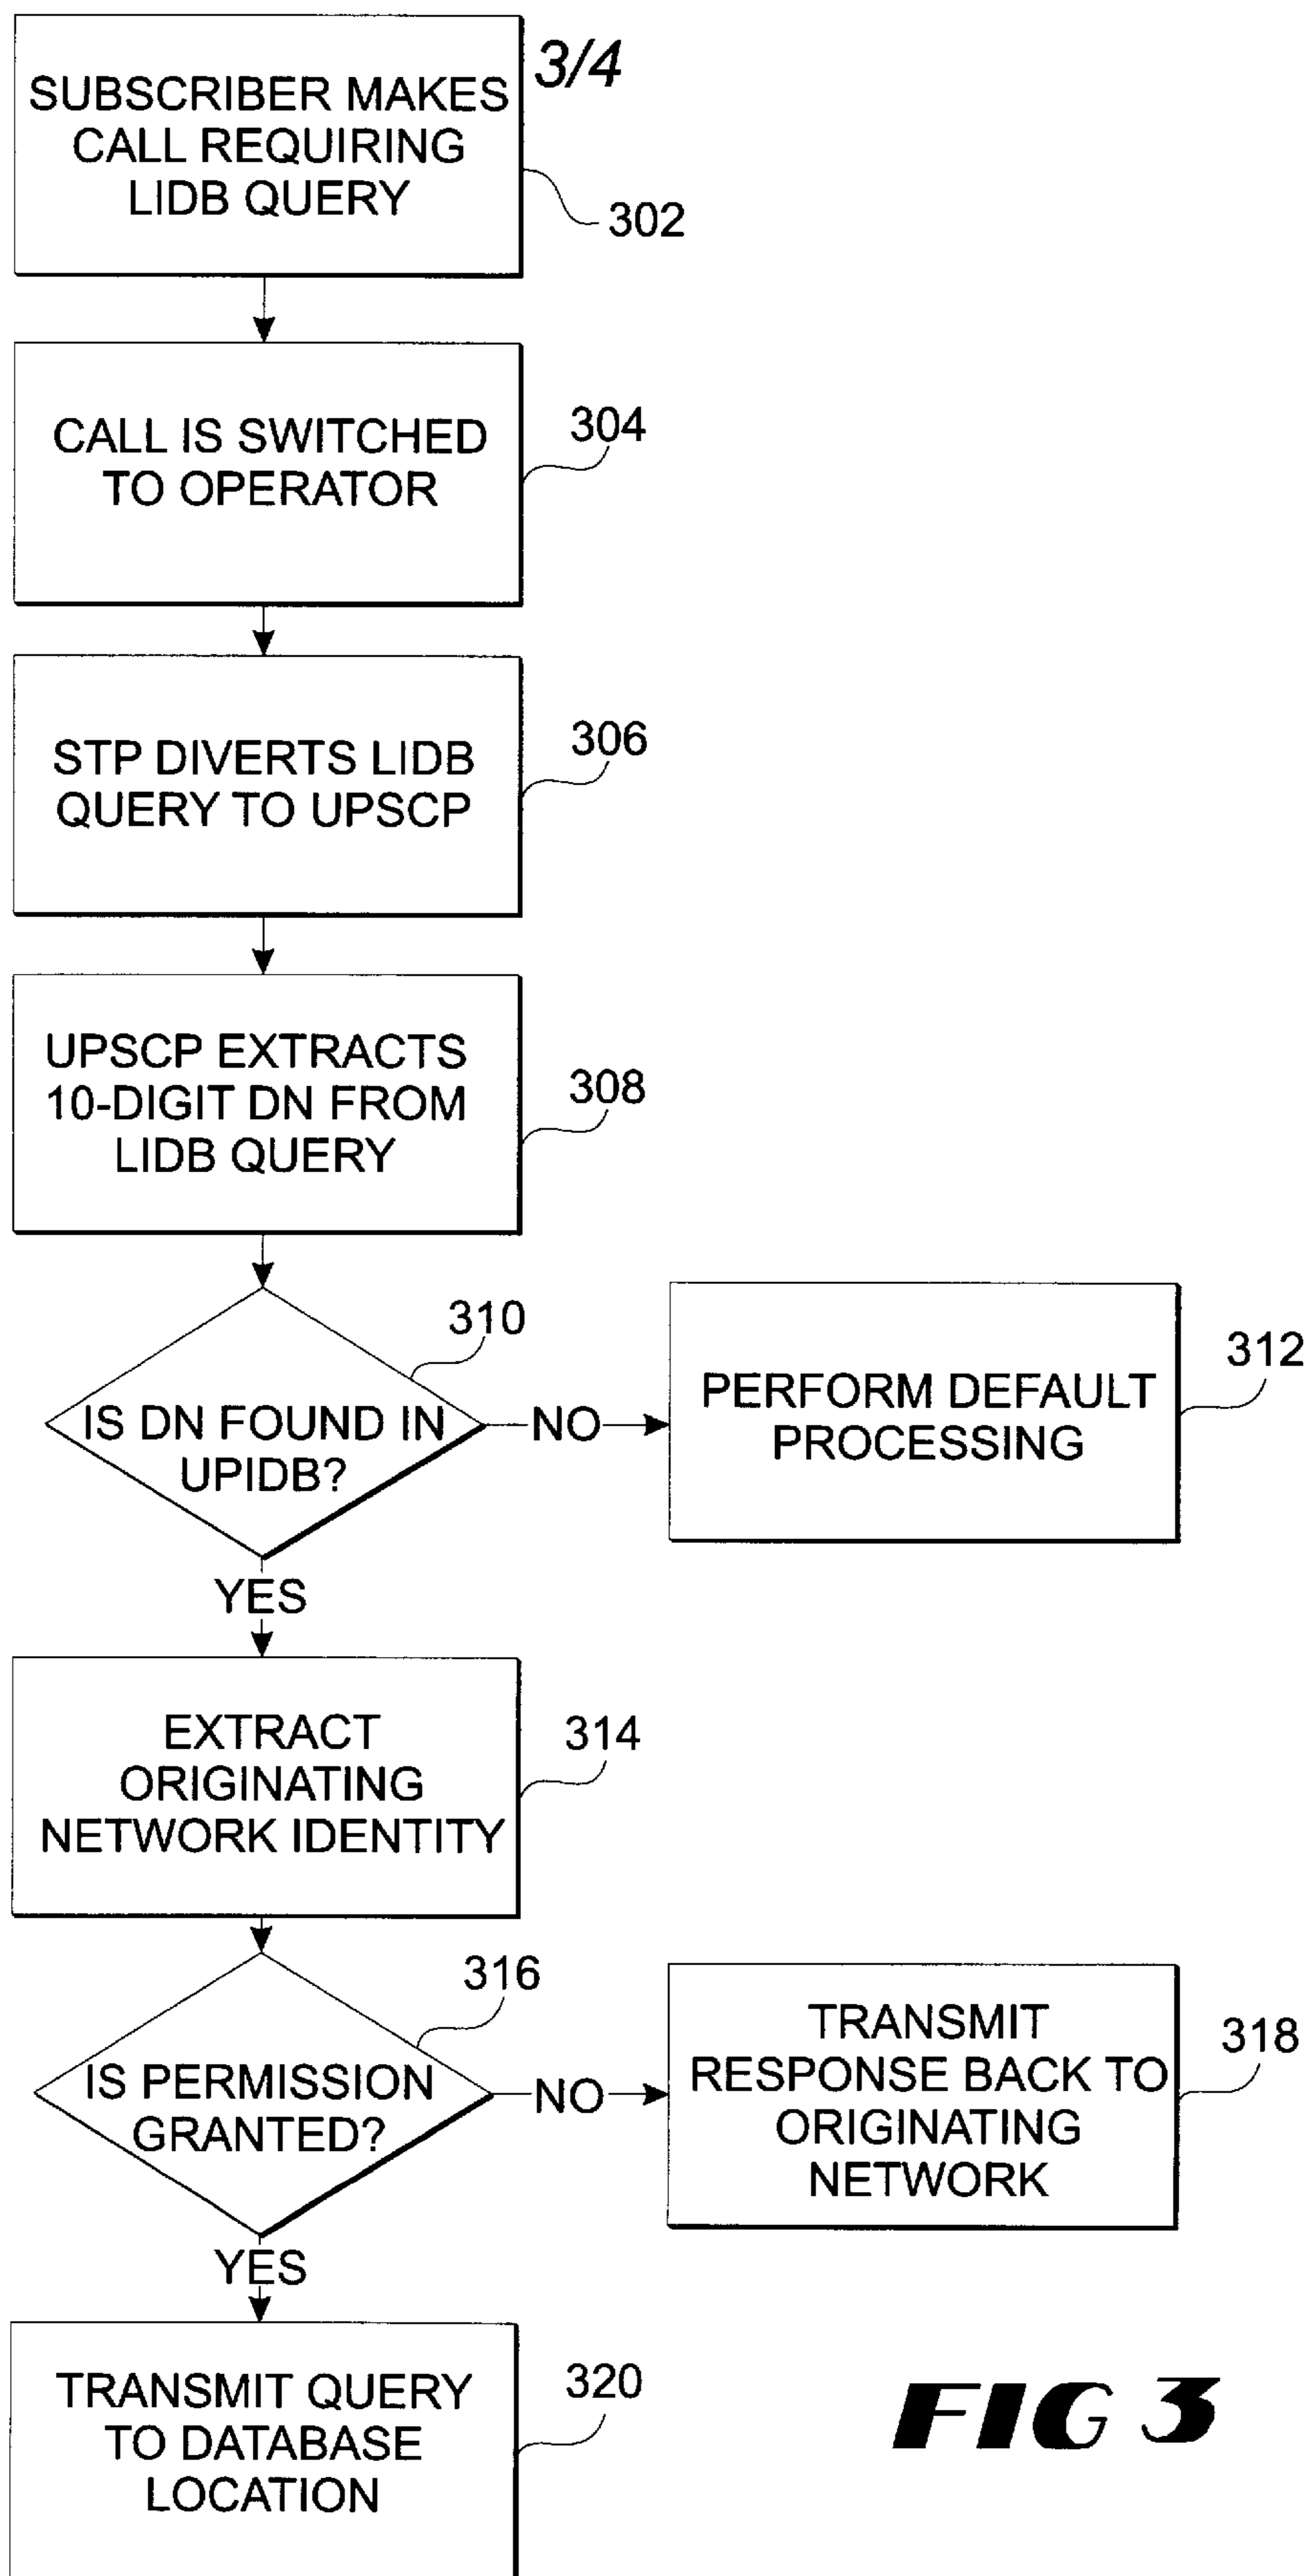 3/4
SUBSCRIBER MAKES
CALL REQUIRING
LIDB QUERY
302
CALL IS SWITCHED
TO OPERATOR
304
STP DIVERTS LIDB
QUERY TO UPSCP
306
UPSCP EXTRACTS
10-DIGIT DN FROM
LIDB QUERY
308
310
IS DN FOUND IN
UPIDB?
NO
PERFORM DEFAULT
PROCESSING
312
YES
EXTRACT
ORIGINATING
NETWORK IDENTITY
314
316
IS PERMISSION
GRANTED?
NO
TRANSMIT
RESPONSE BACK TO
ORIGINATING
NETWORK
318
YES
TRANSMIT QUERY
TO DATABASE
LOCATION
320
FIG 3